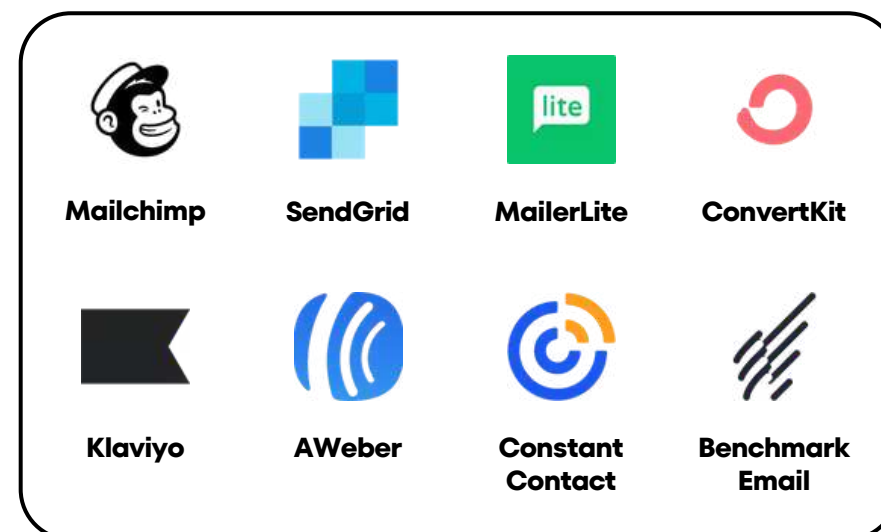 lite
Mailchimp
SendGrid
MailerLite
ConvertKit
Klaviyo
AWeber
Constant
Contact
Benchmark
Email